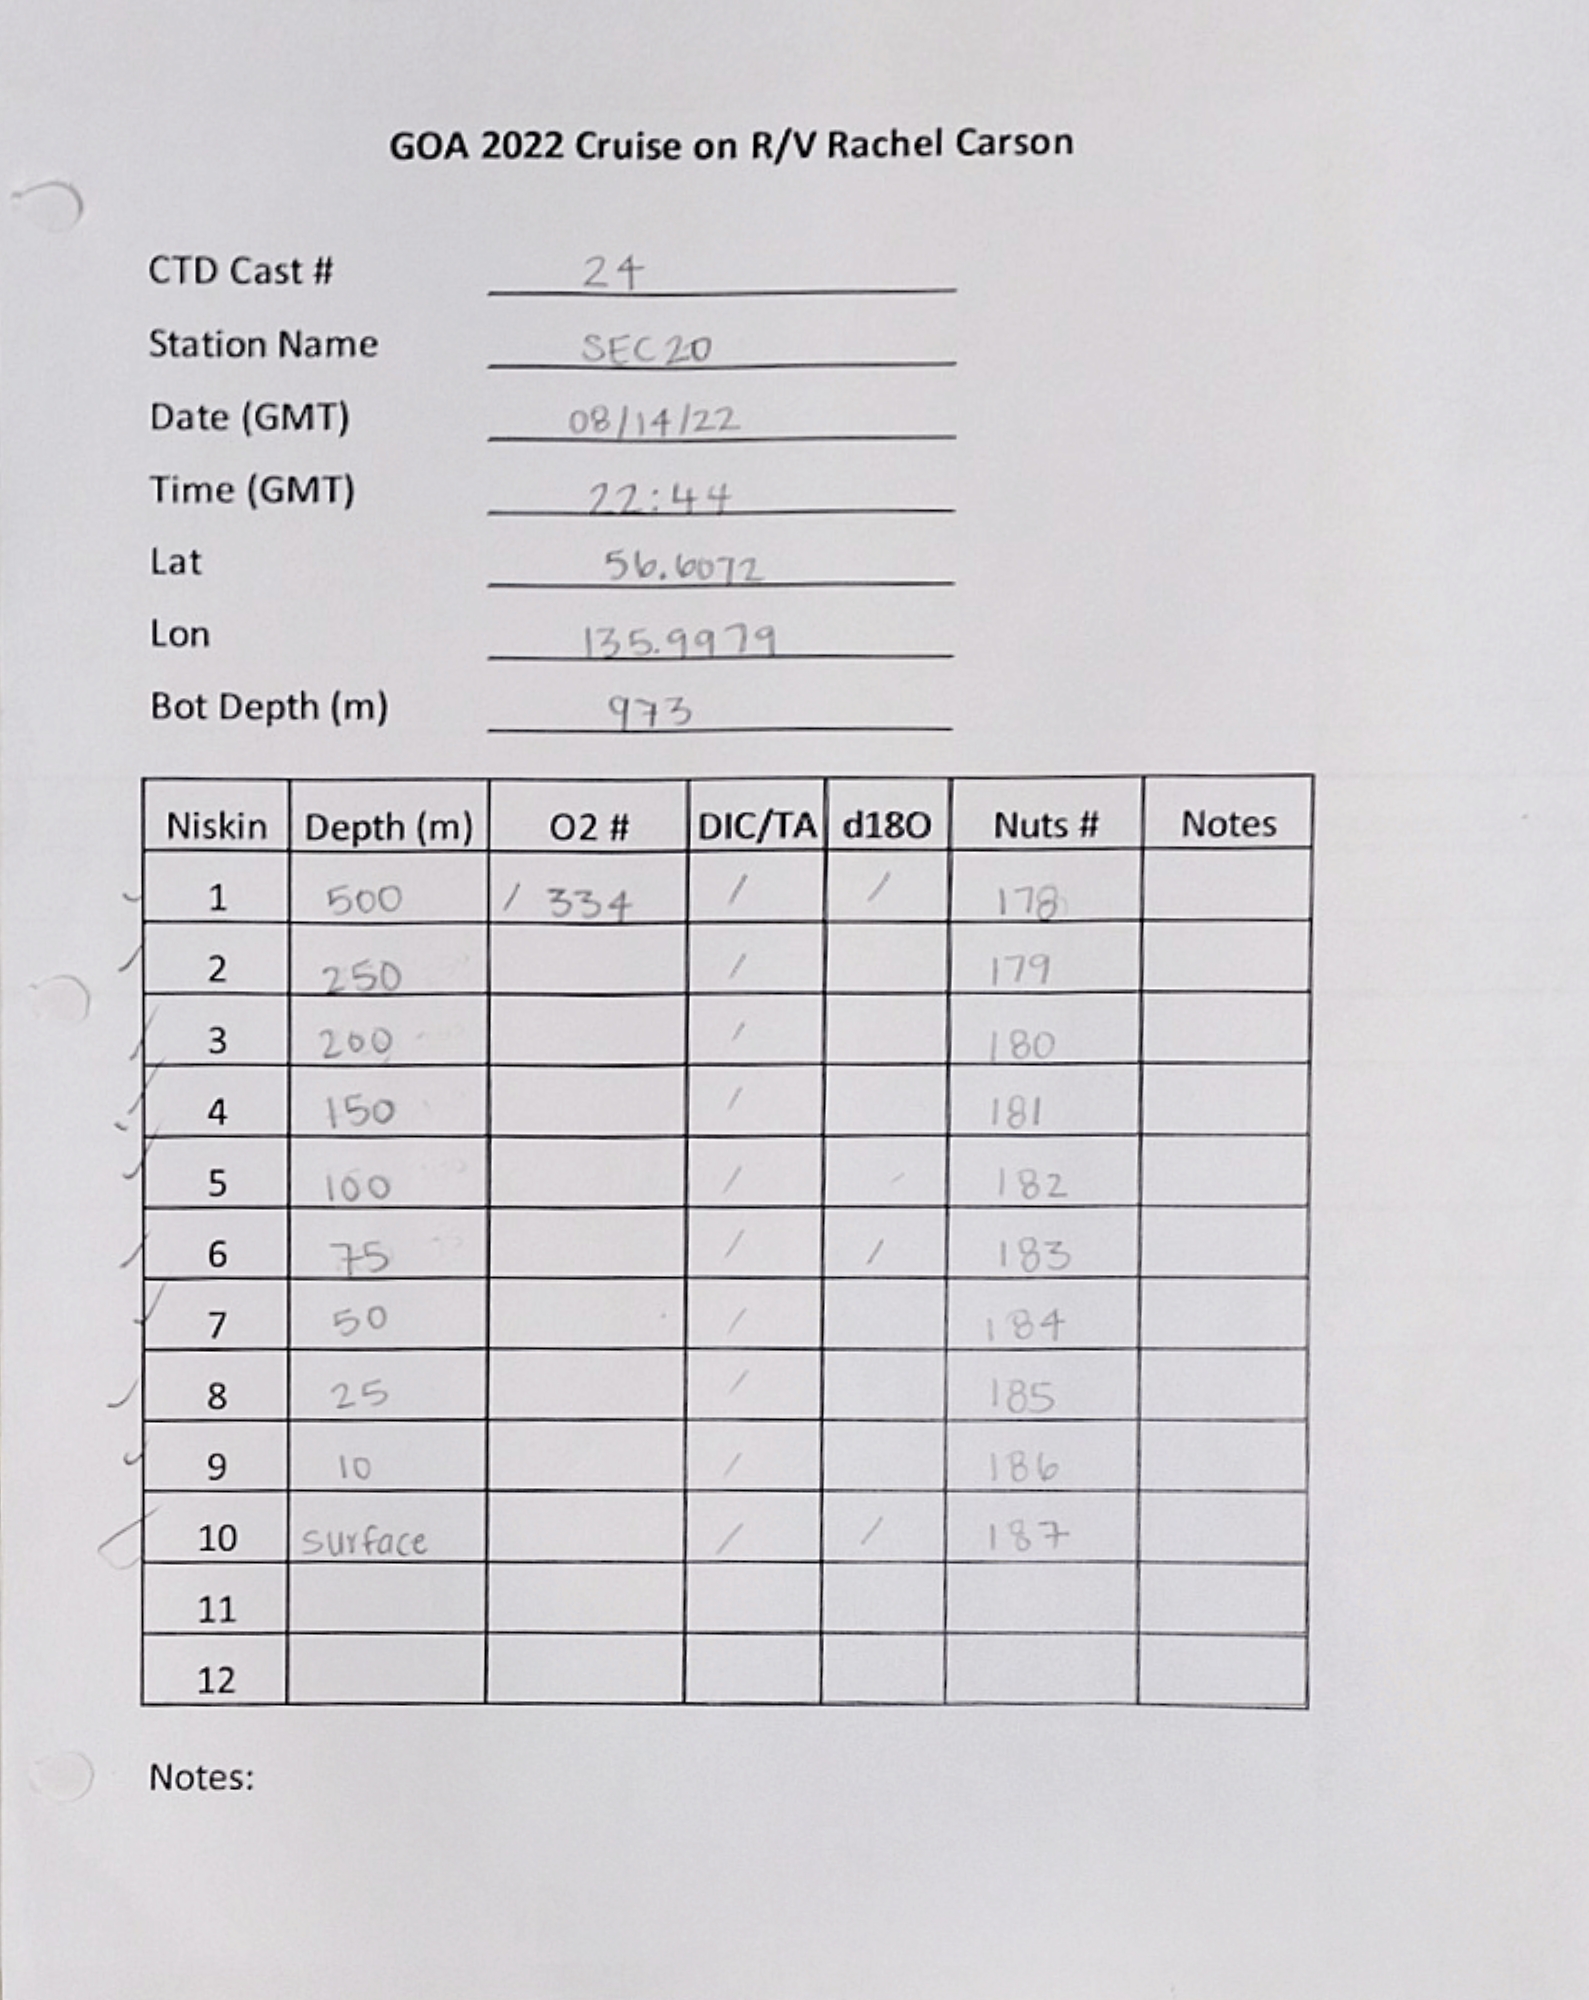 GOA 2022 Cruise on R/V Rachel Carson
CTD Cast # 24
Station Name SEC20
Date (GMT) 08/14/22
Time (GMT) 22:44
Lat 56.6072
Lon 135.9979
Bot Depth (m) 973
Niskin Depth (m) O2 # DIC/TA d18O Nuts # Notes
1 500 / 334 / / 178
2 250 / 179
3 200 / 180
4 150 / 181
5 100 / / 182
6 75 / / 183
7 50 / 184
8 25 / 185
9 10 / 186
10 surface / / 187
11
12
Notes: